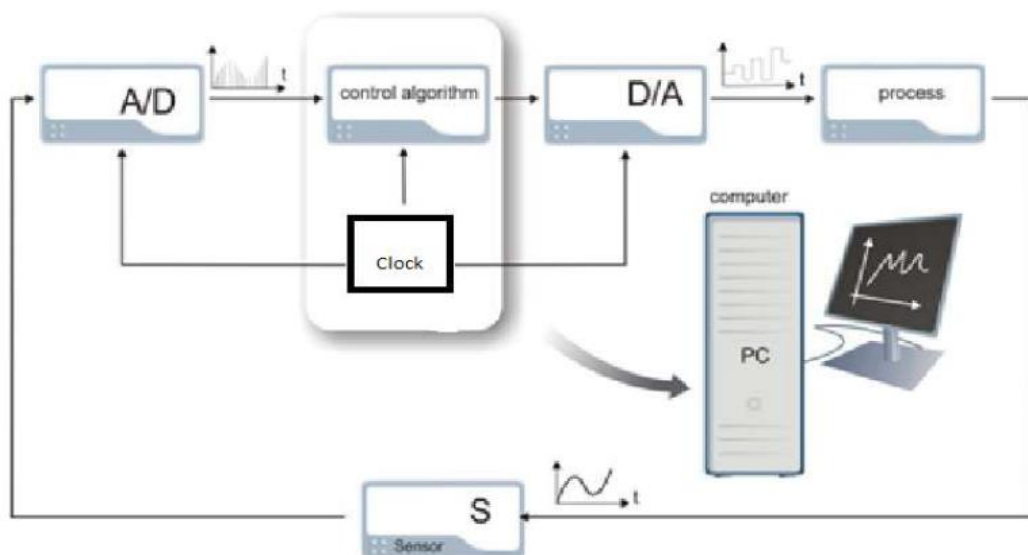 A/D
t
control algorithm
D/A
t
process
Clock
computer
PC
S
Sensor
t